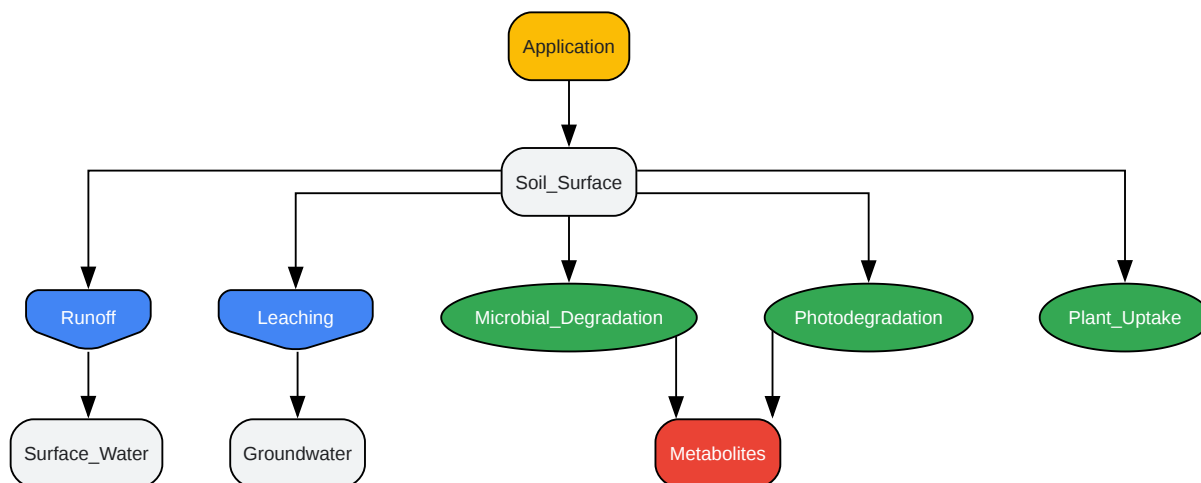 Application
Soil_Surface
Runoff
Leaching
Microbial_Degradation
Photodegradation
Plant_Uptake
Surface_Water
Groundwater
Metabolites